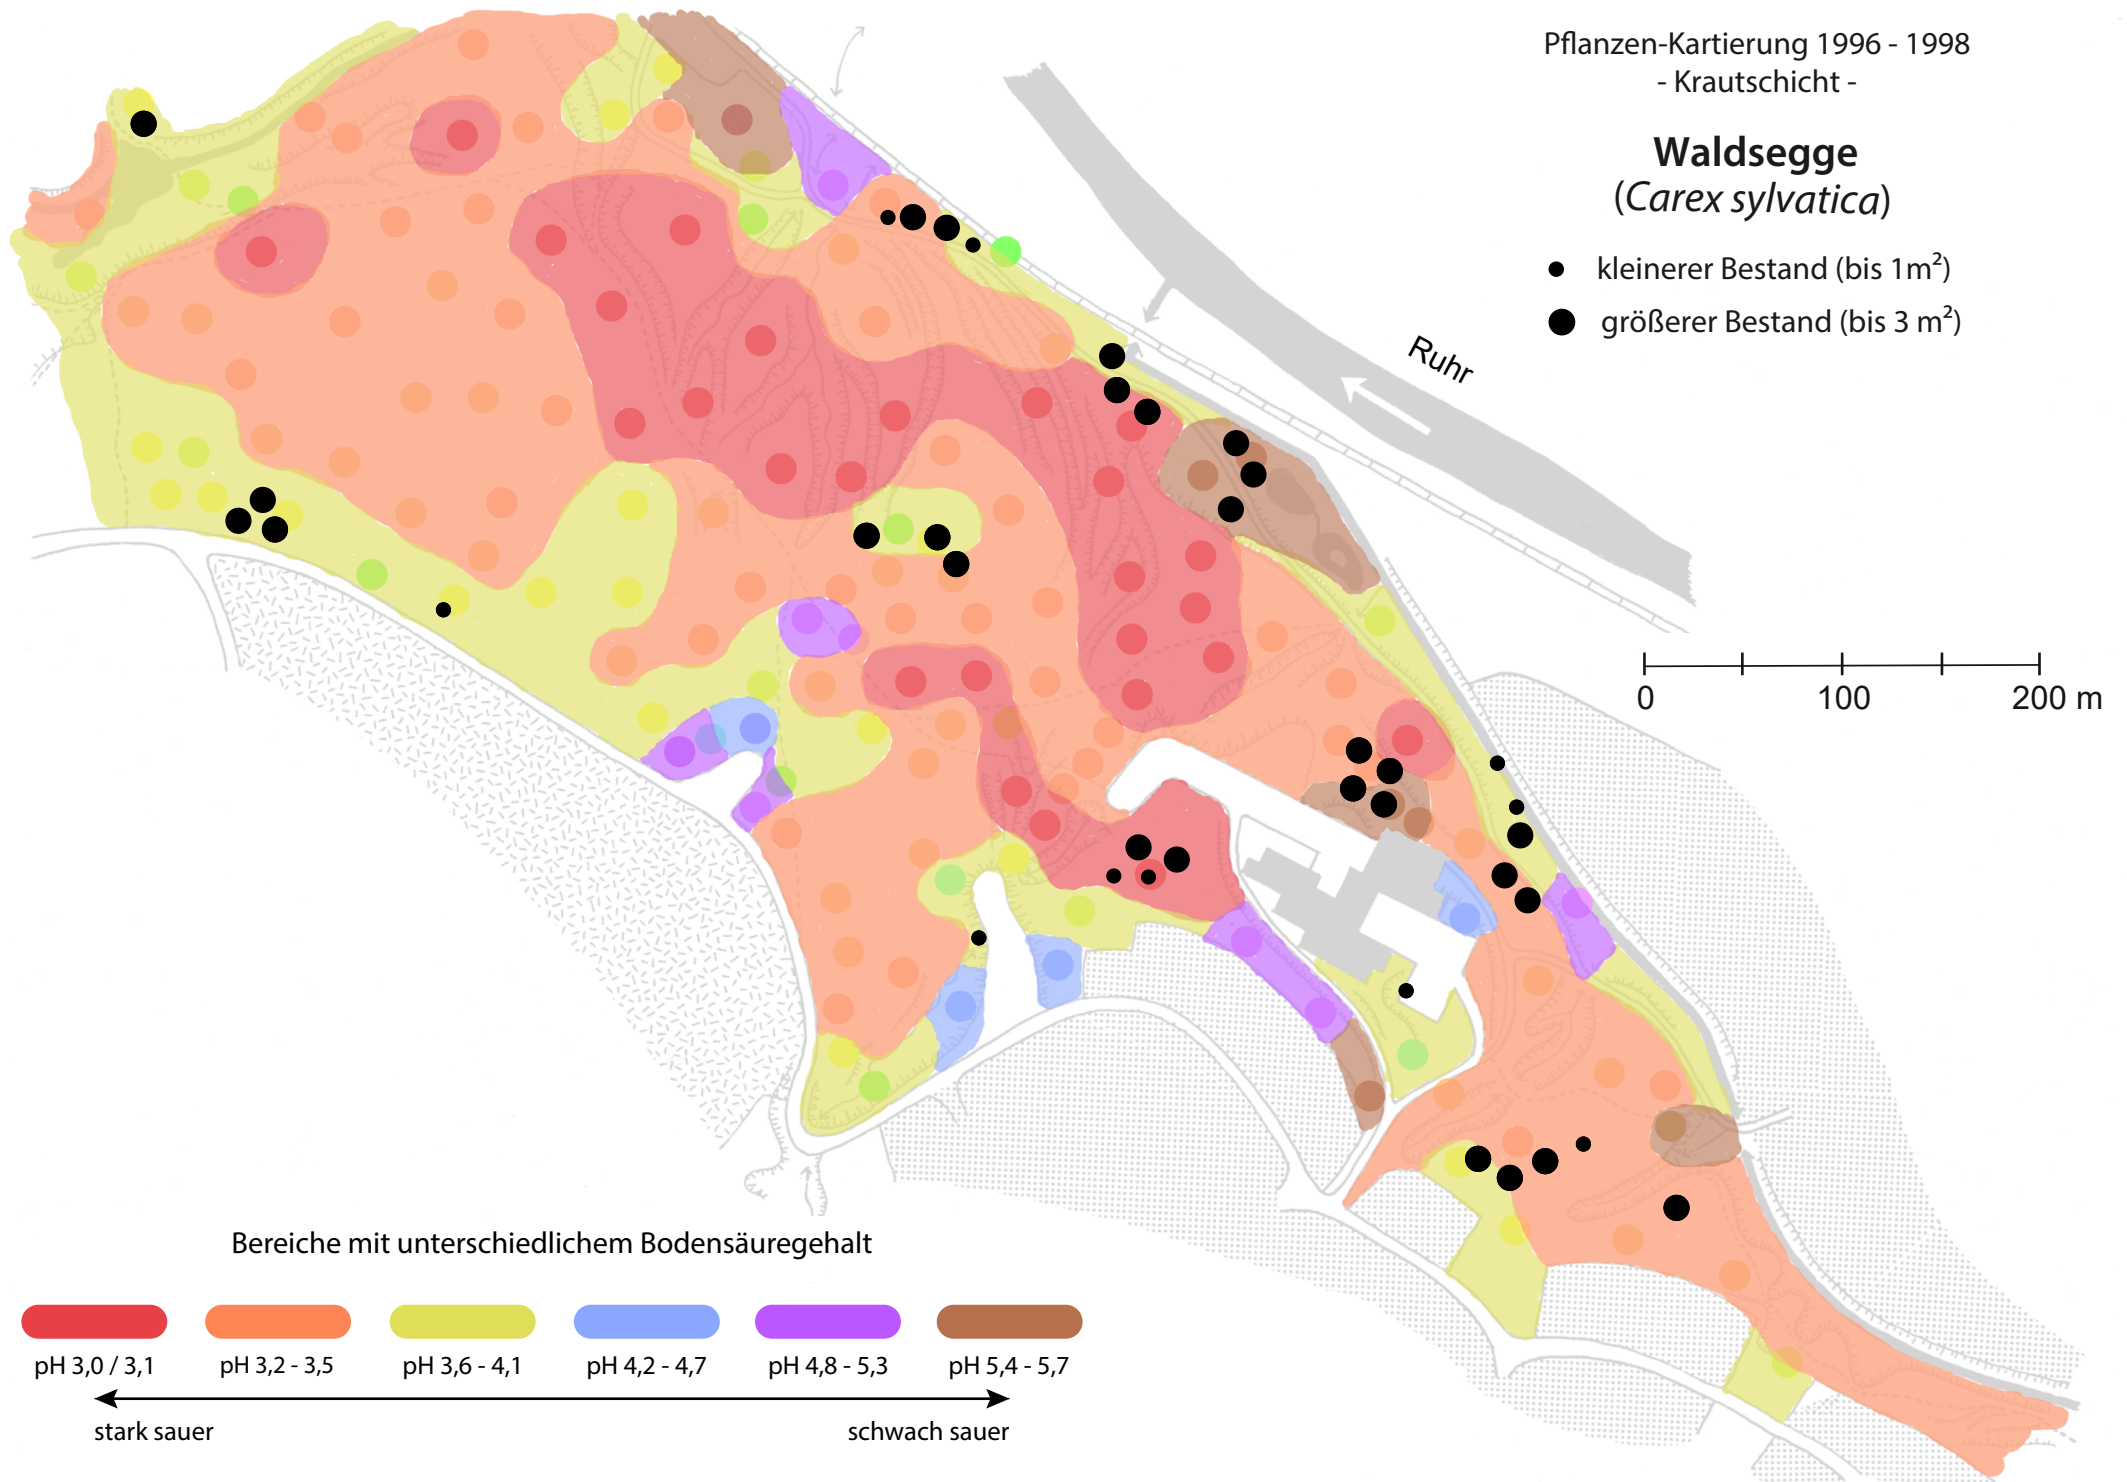 Pflanzen-Kartierung 1996 - 1998
- Krautschicht -
Waldsegge
(Carex sylvatica)
kleinerer Bestand (bis 1m²)
größerer Bestand (bis 3 m²)
Ruhr
0 100 200 m
Bereiche mit unterschiedlichem Bodensäuregehalt
pH 3,0 / 3,1 pH 3,2 - 3,5 pH 3,6 - 4,1 pH 4,2 - 4,7 pH 4,8 - 5,3 pH 5,4 - 5,7
stark sauer schwach sauer